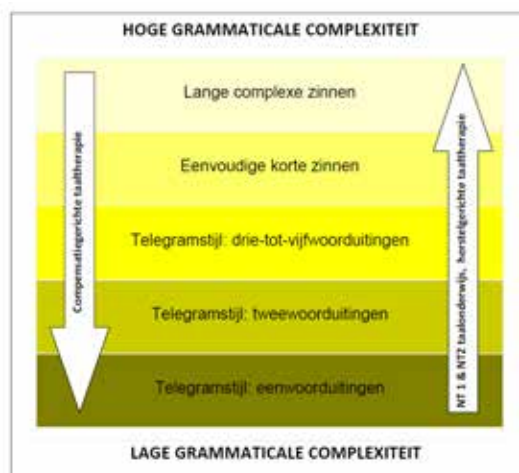 HOGE GRAMMATICALE COMPLEXITEIT
Compensatiegerichte taaltherapie
Lange complexe zinnen
Eenvoudige korte zinnen
Telegramstijl: drie-tot-vijfwoorduitingen
Telegramstijl: tweewoorduitingen
Telegramstijl: eenwoorduitingen
NT 1 & NT2 taalonderwijs, herstelgerichte taaltherapie
LAGE GRAMMATICALE COMPLEXITEIT